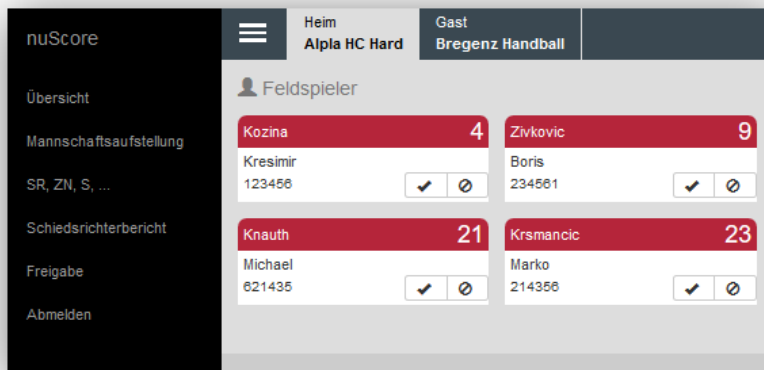 nuScore
Übersicht
Mannschaftsaufstellung
SR, ZN, S, ...
Schiedsrichterbericht
Freigabe
Abmelden
Heim
Alpla HC Hard
Gast
Bregenz Handball
Feldspieler
Kozina 4
Kresimir
123456
Zivkovic 9
Boris
234561
Knauth 21
Michael
621435
Krsmancic 23
Marko
214356